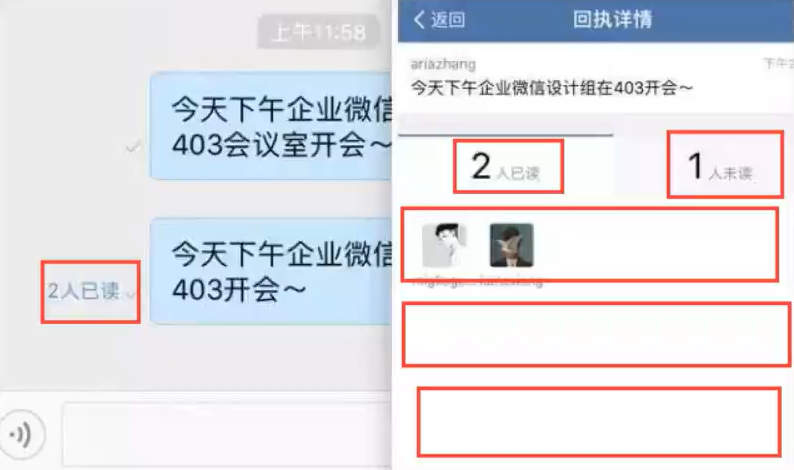 上午11:58
今天下午企业微信
403会议室开会～
2人已读
今天下午企业微信
403开会～
返回
回执详情
ariazhang
下午
今天下午企业微信设计组在403开会～
2人已读
1人未读